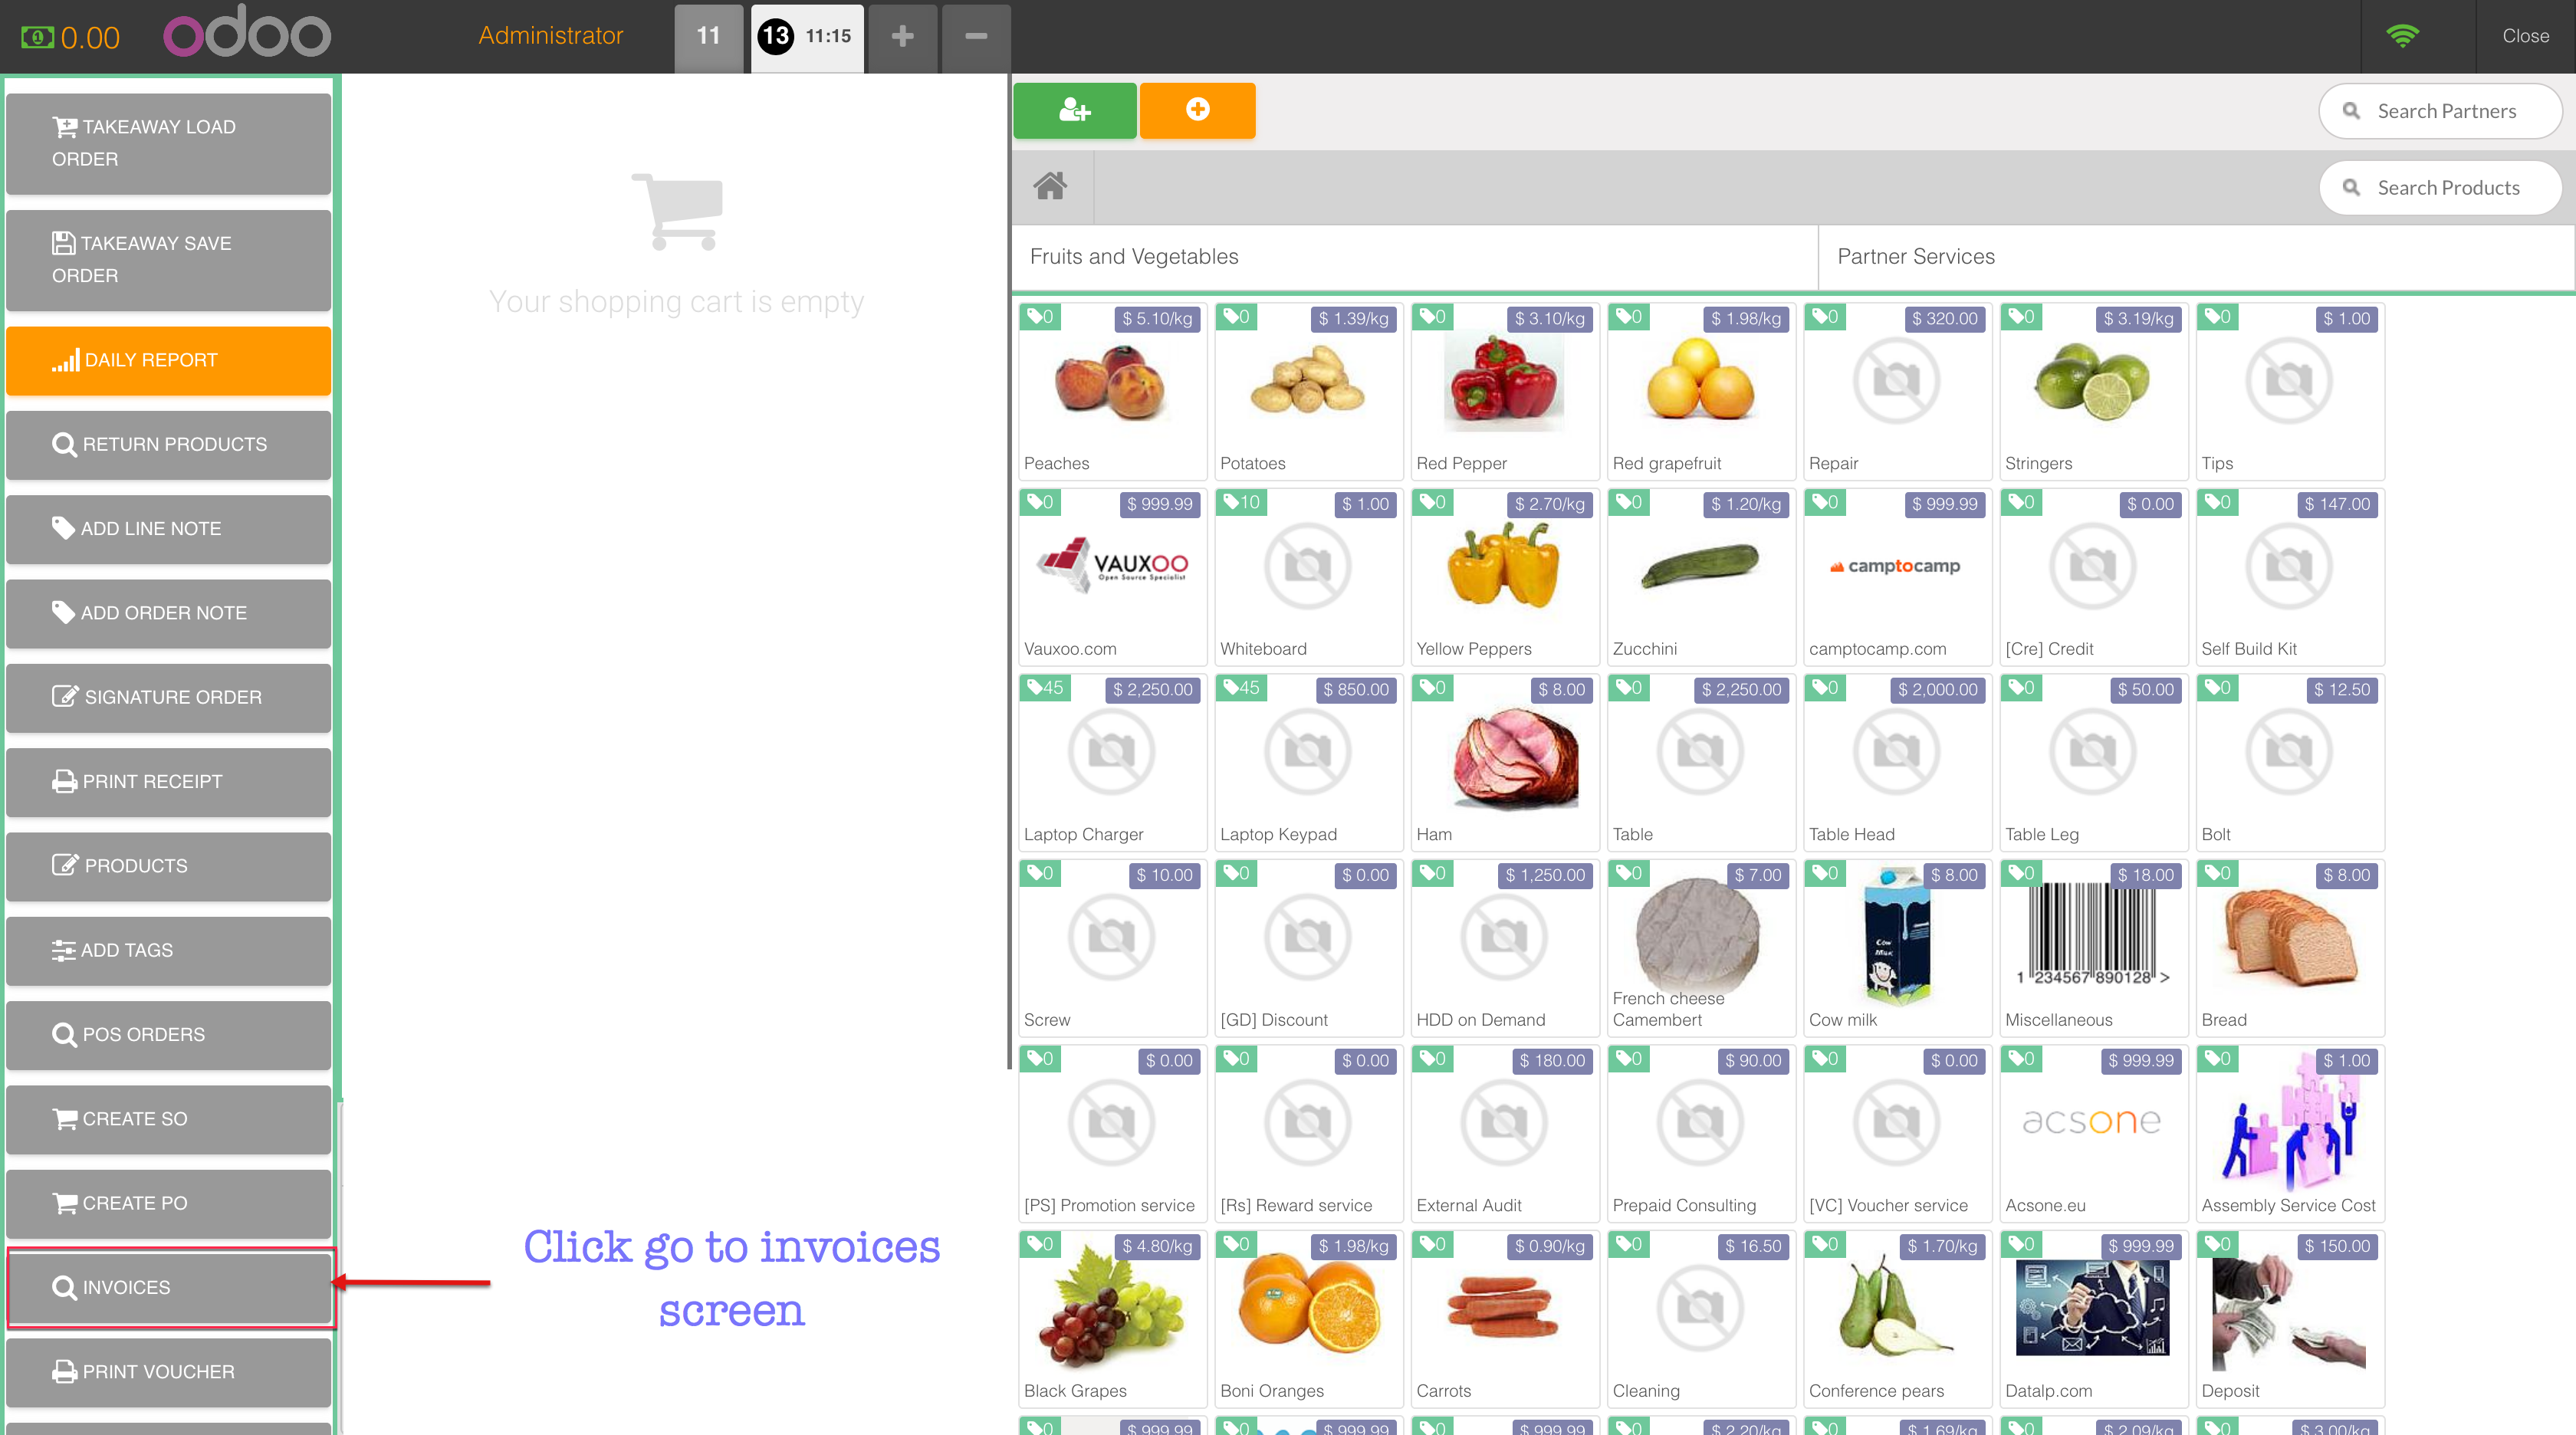 0.00
odoo
Administrator
11
13 11:15
Close
TAKEAWAY LOAD
ORDER
TAKEAWAY SAVE
ORDER
DAILY REPORT
RETURN PRODUCTS
ADD LINE NOTE
ADD ORDER NOTE
SIGNATURE ORDER
PRINT RECEIPT
PRODUCTS
ADD TAGS
POS ORDERS
CREATE SO
CREATE PO
INVOICES
PRINT VOUCHER
Your shopping cart is empty
Click go to invoices
screen
Search Partners
Search Products
Fruits and Vegetables
Partner Services
0 $ 5.10/kg
Peaches
0 $ 1.39/kg
Potatoes
0 $ 3.10/kg
Red Pepper
0 $ 1.98/kg
Red grapefruit
0 $ 320.00
Repair
0 $ 3.19/kg
Stringers
0 $ 1.00
Tips
0 $ 999.99
VAUXOO
Open Source Specialist
Vauxoo.com
10 $ 1.00
Whiteboard
0 $ 2.70/kg
Yellow Peppers
0 $ 1.20/kg
Zucchini
0 $ 999.99
camptocamp
camptocamp.com
0 $ 0.00
[Cre] Credit
0 $ 147.00
Self Build Kit
45 $ 2,250.00
Laptop Charger
45 $ 850.00
Laptop Keypad
0 $ 8.00
Ham
0 $ 2,250.00
Table
0 $ 2,000.00
Table Head
0 $ 50.00
Table Leg
0 $ 12.50
Bolt
0 $ 10.00
Screw
0 $ 0.00
[GD] Discount
0 $ 1,250.00
HDD on Demand
0 $ 7.00
French cheese
Camembert
0 $ 8.00
Cow
Milk
Cow milk
0 $ 18.00
1 234567 890128 >
Miscellaneous
0 $ 8.00
Bread
0 $ 0.00
[PS] Promotion service
0 $ 0.00
[Rs] Reward service
0 $ 180.00
External Audit
0 $ 90.00
Prepaid Consulting
0 $ 0.00
[VC] Voucher service
0 $ 999.99
acsone
Acsone.eu
0 $ 1.00
Assembly Service Cost
0 $ 4.80/kg
Black Grapes
0 $ 1.98/kg
Boni Oranges
0 $ 0.90/kg
Carrots
0 $ 16.50
Cleaning
0 $ 1.70/kg
Conference pears
0 $ 999.99
Datalp.com
0 $ 150.00
Deposit
0 $ 999.99
0 $ 999.99
0 $ 999.99
0 $ 2.20/kg
0 $ 1.69/kg
0 $ 2.09/kg
0 $ 3.00/kg